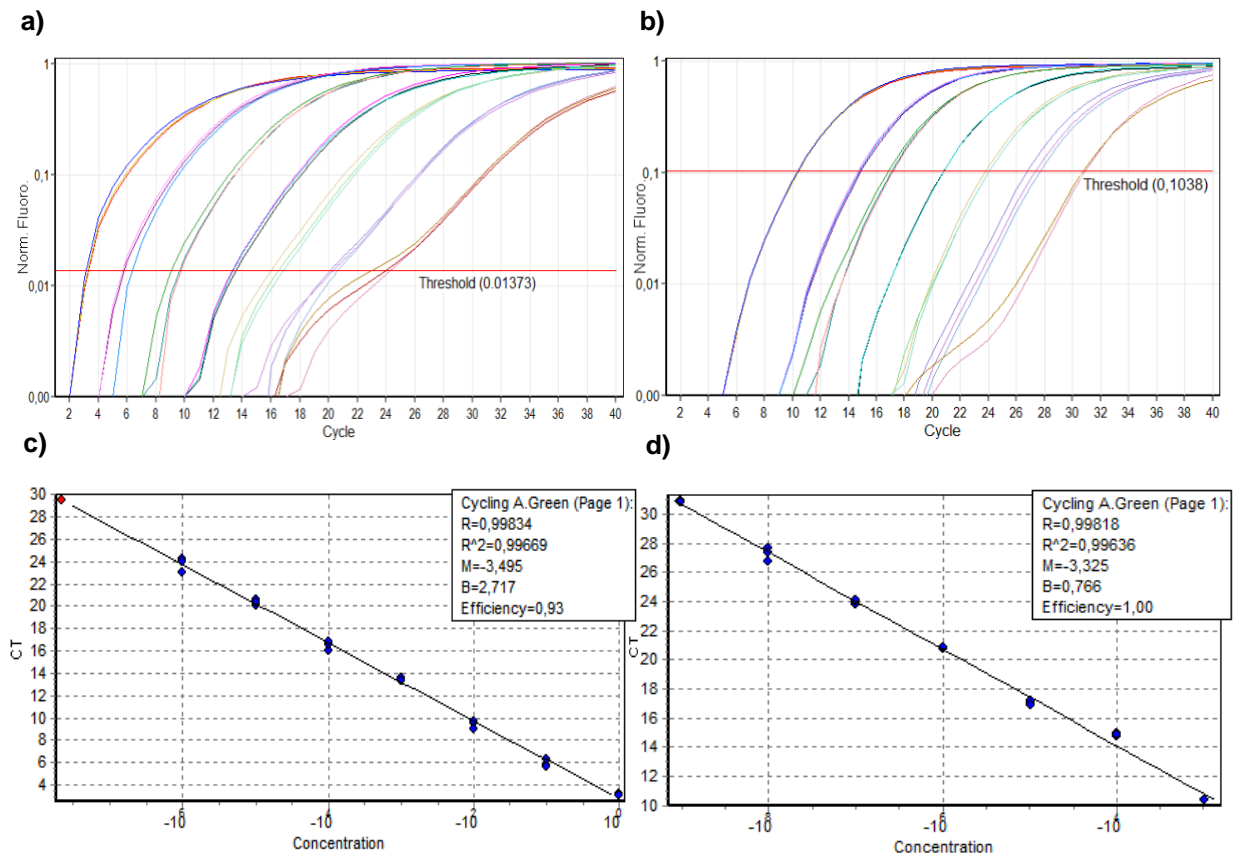 a)
b)
1
0,1
0,01
0,00
Norm. Fluoro.
Threshold (0.01373)
2 4 6 8 10 12 14 16 18 20 22 24 26 28 30 32 34 36 38 40
Cycle
1
0,1
0,01
0,00
Norm. Fluoro.
Threshold (0,1038)
2 4 6 8 10 12 14 16 18 20 22 24 26 28 30 32 34 36 38 40
Cycle
c)
d)
30
28
26
24
22
20
18
16
14
12
10
8
6
4
CT
Cycling A.Green (Page 1):
R=0,99834
R^2=0,99669
M=-3,495
B=2,717
Efficiency=0,93
Concentration
30
28
26
24
22
20
18
16
14
12
10
CT
Cycling A.Green (Page 1):
R=0,99818
R^2=0,99636
M=-3,325
B=0,766
Efficiency=1,00
Concentration